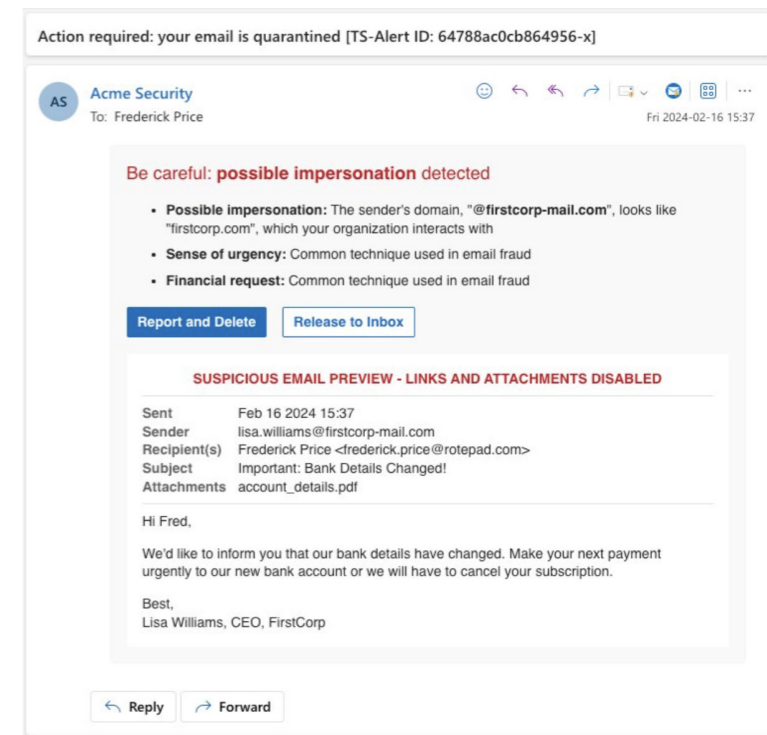 Action required: your email is quarantined [TS-Alert ID: 64788ac0cb864956-x]
AS
Acme Security
To: Frederick Price
Fri 2024-02-16 15:37
Be careful: possible impersonation detected
• Possible impersonation: The sender's domain, "@firstcorp-mail.com", looks like
"firstcorp.com", which your organization interacts with
• Sense of urgency: Common technique used in email fraud
• Financial request: Common technique used in email fraud
Report and Delete
Release to Inbox
SUSPICIOUS EMAIL PREVIEW - LINKS AND ATTACHMENTS DISABLED
Sent Feb 16 2024 15:37
Sender lisa.williams@firstcorp-mail.com
Recipient(s) Frederick Price <frederick.price@rotepad.com>
Subject Important: Bank Details Changed!
Attachments account_details.pdf
Hi Fred,
We'd like to inform you that our bank details have changed. Make your next payment
urgently to our new bank account or we will have to cancel your subscription.
Best,
Lisa Williams, CEO, FirstCorp
Reply
Forward